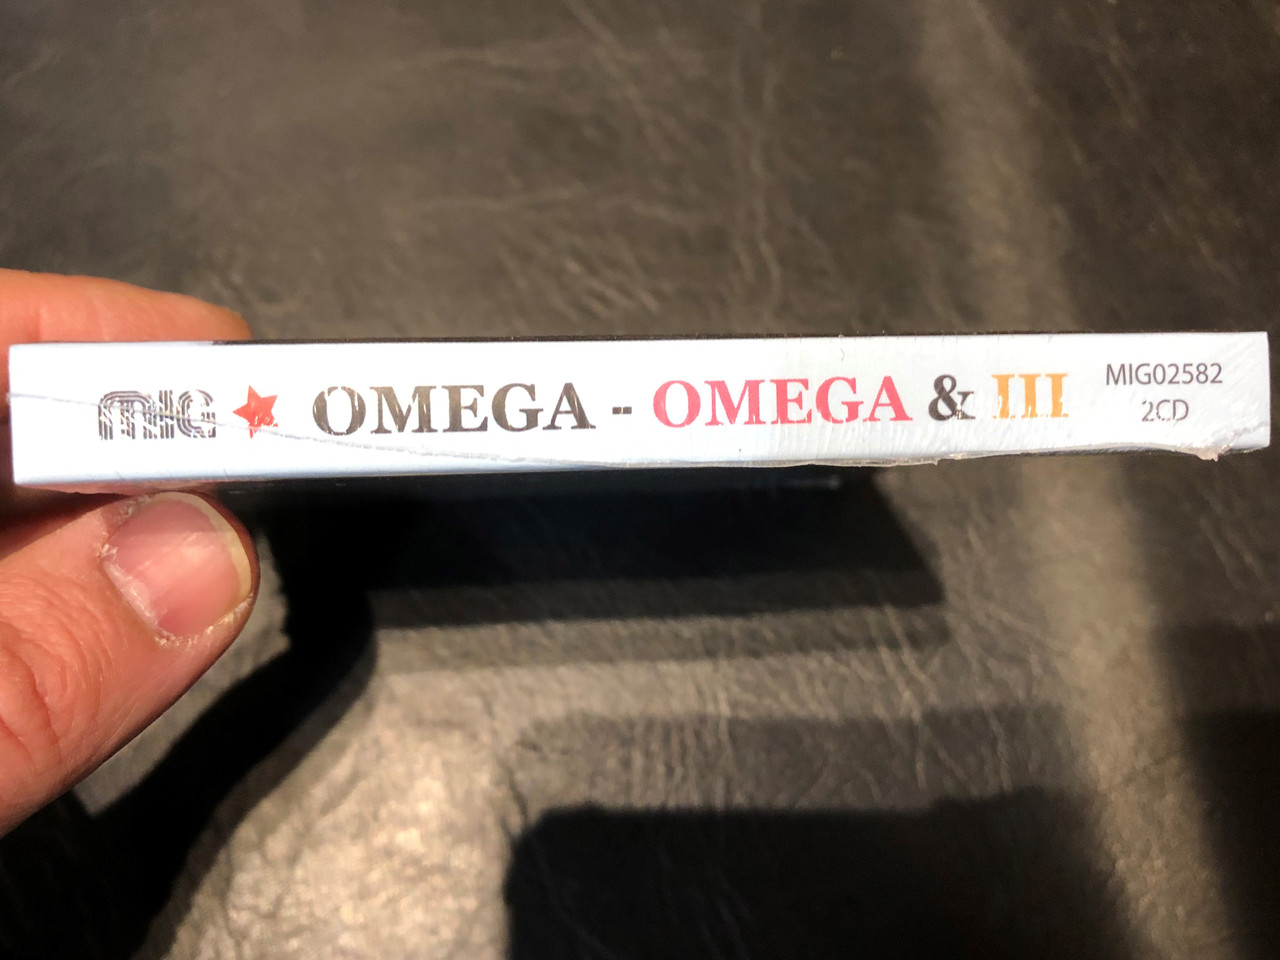 MIG OMEGA - OMEGA & III
MIG02582
2CD